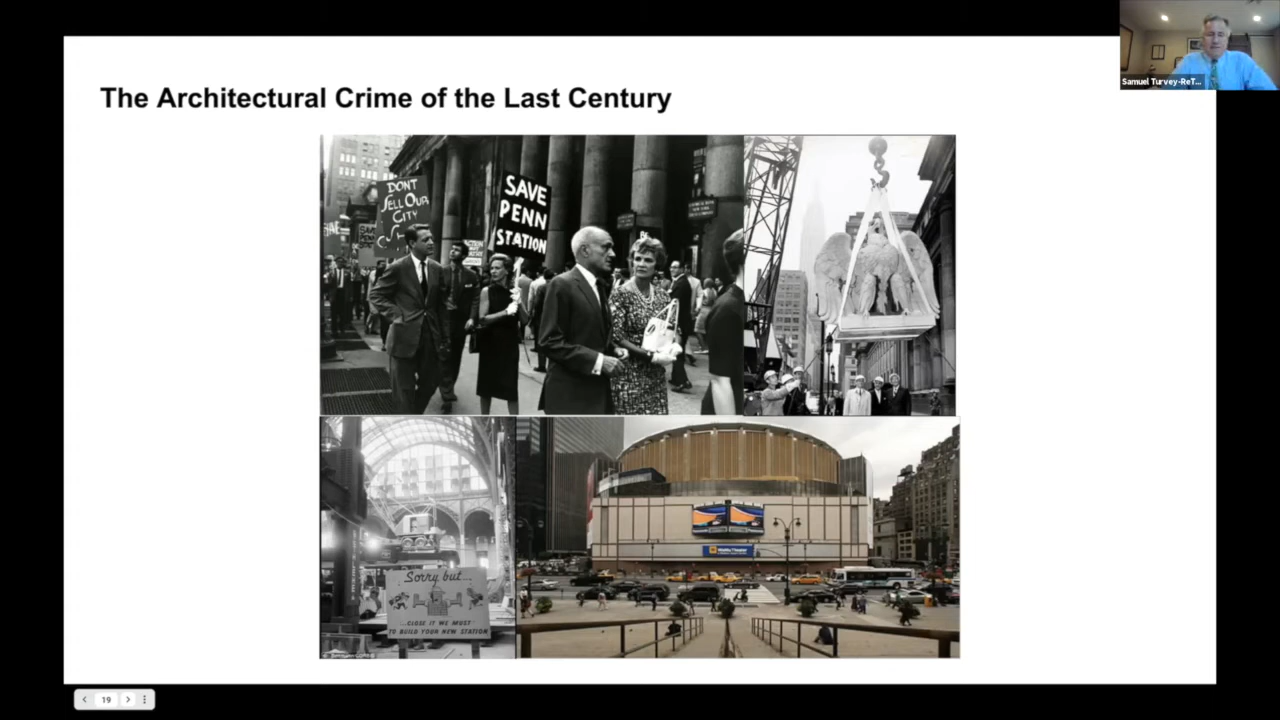 Samuel Turvey-ReT...
The Architectural Crime of the Last Century
DON'T
SELL OUR
CITY
SAVE
PENN
STATION
Sorry but...
...CLOSE IT WE MUST
TO BUILD YOUR NEW STATION
19